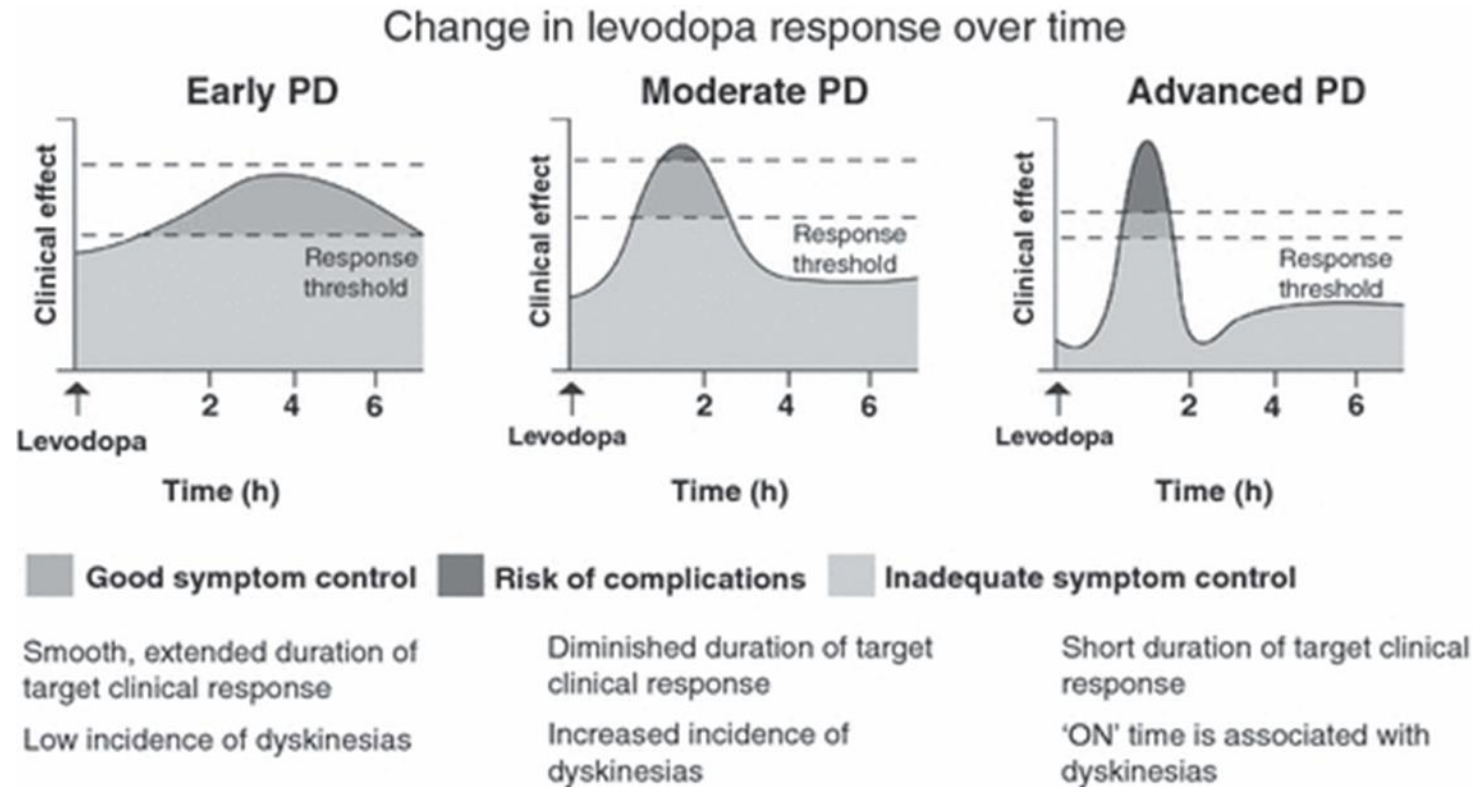 Change in levodopa response over time
Early PD
Clinical effect
Response
threshold
2 4 6
Levodopa
Time (h)
Moderate PD
Clinical effect
Response
threshold
2 4 6
Levodopa
Time (h)
Advanced PD
Clinical effect
Response
threshold
2 4 6
Levodopa
Time (h)
Good symptom control
Risk of complications
Inadequate symptom control
Smooth, extended duration of
target clinical response
Low incidence of dyskinesias
Diminished duration of target
clinical response
Increased incidence of
dyskinesias
Short duration of target clinical
response
‘ON’ time is associated with
dyskinesias